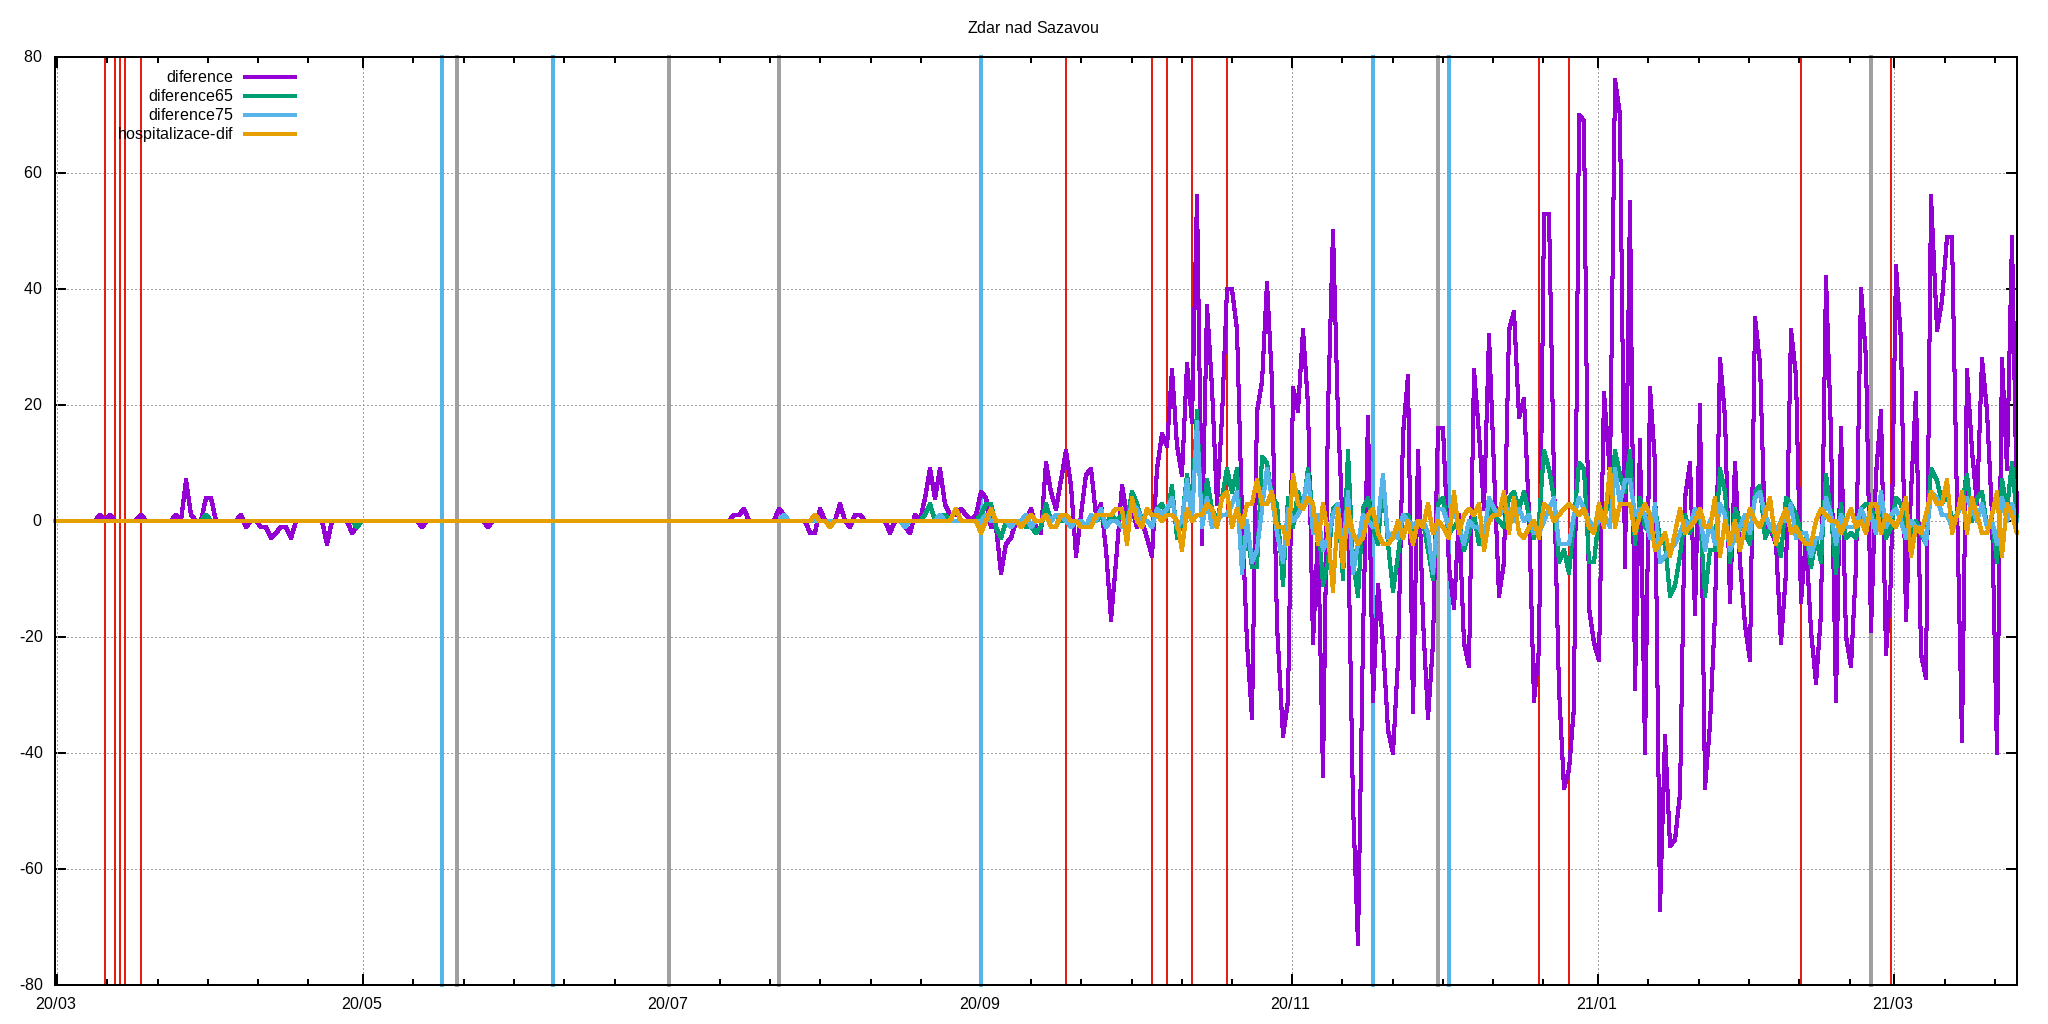 Zdar nad Sazavou
80
60
40
20
0
-20
-40
-60
-80
diference
diference65
diference75
hospitalizace-dif
20/03 20/05 20/07 20/09 20/11 21/01 21/03